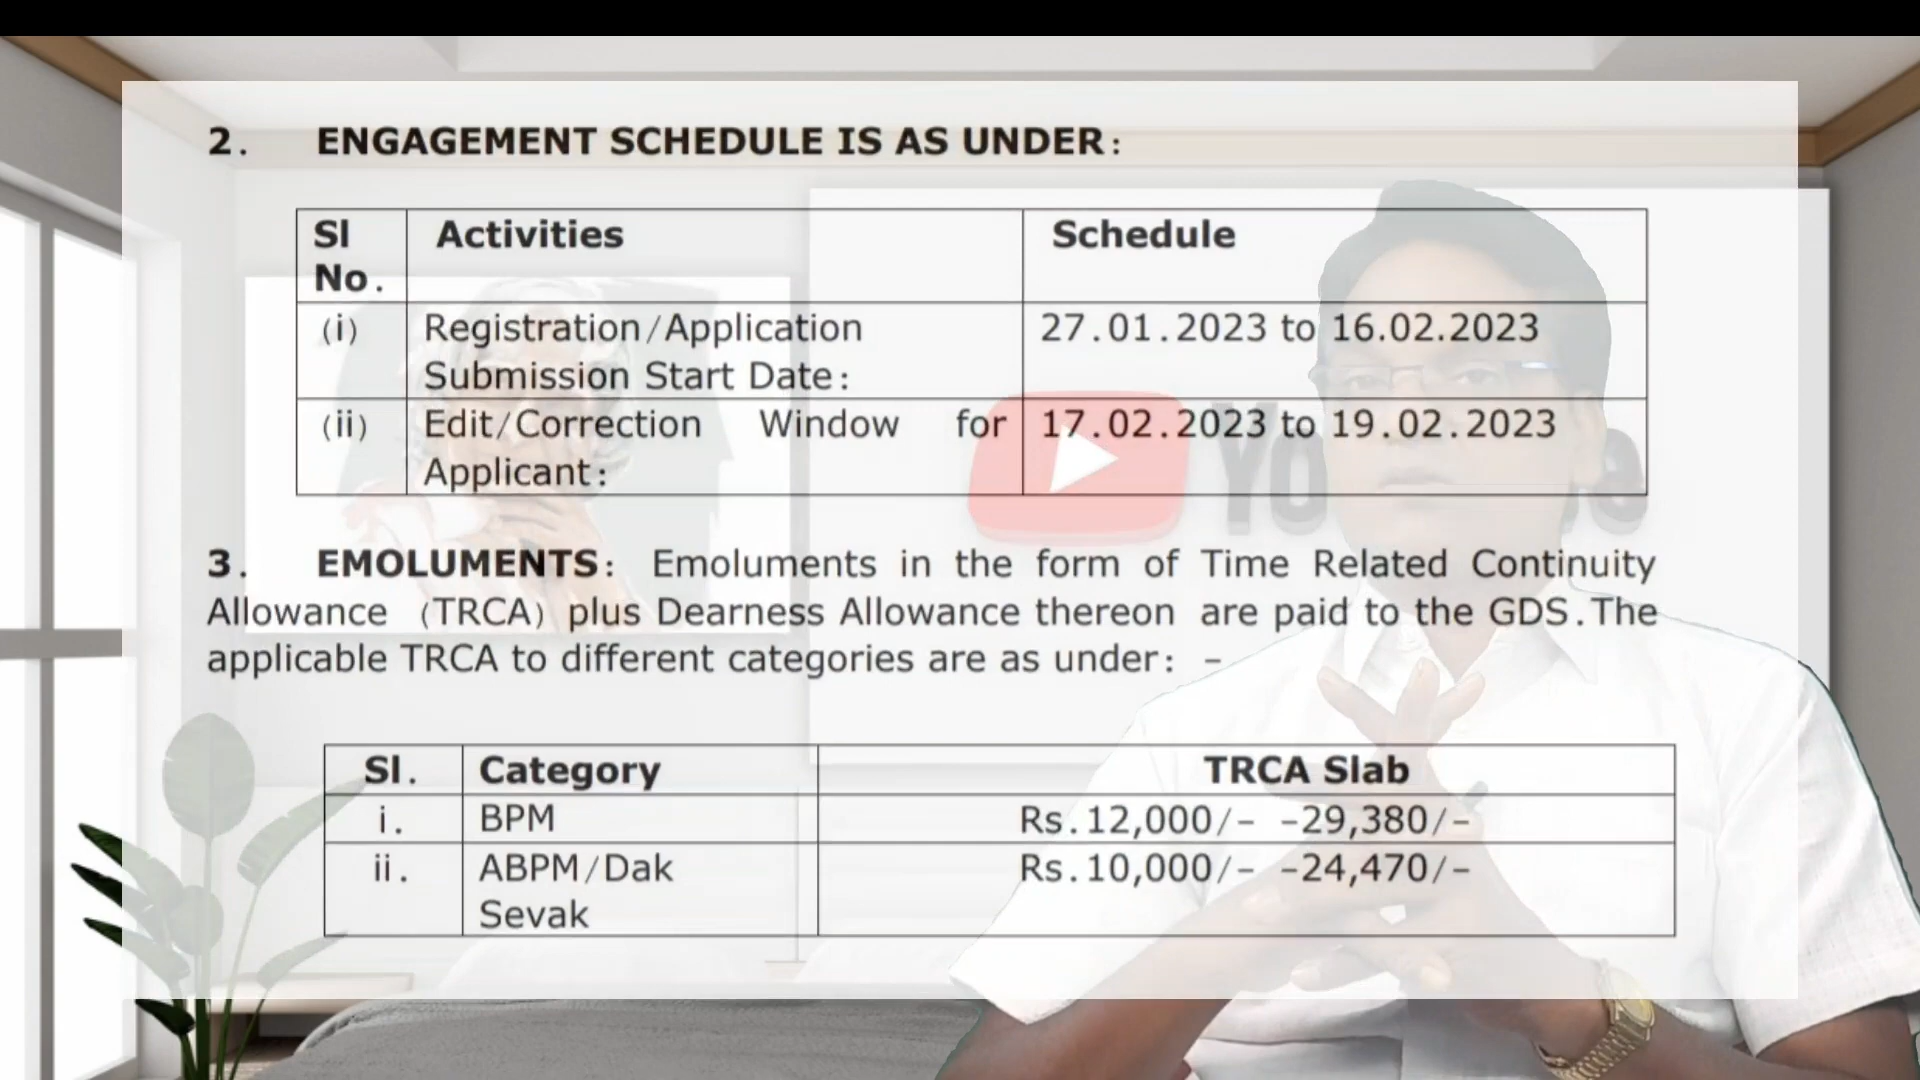 2. ENGAGEMENT SCHEDULE IS AS UNDER:
Sl No.
Activities
Schedule
(i)
Registration/Application
Submission Start Date:
27.01.2023 to 16.02.2023
(ii)
Edit/Correction Window for
Applicant:
17.02.2023 to 19.02.2023
3. EMOLUMENTS: Emoluments in the form of Time Related Continuity
Allowance (TRCA) plus Dearness Allowance thereon are paid to the GDS.The
applicable TRCA to different categories are as under: –
Sl.
Category
TRCA Slab
i.
BPM
Rs.12,000/– –29,380/–
ii.
ABPM/Dak
Sevak
Rs.10,000/– –24,470/–